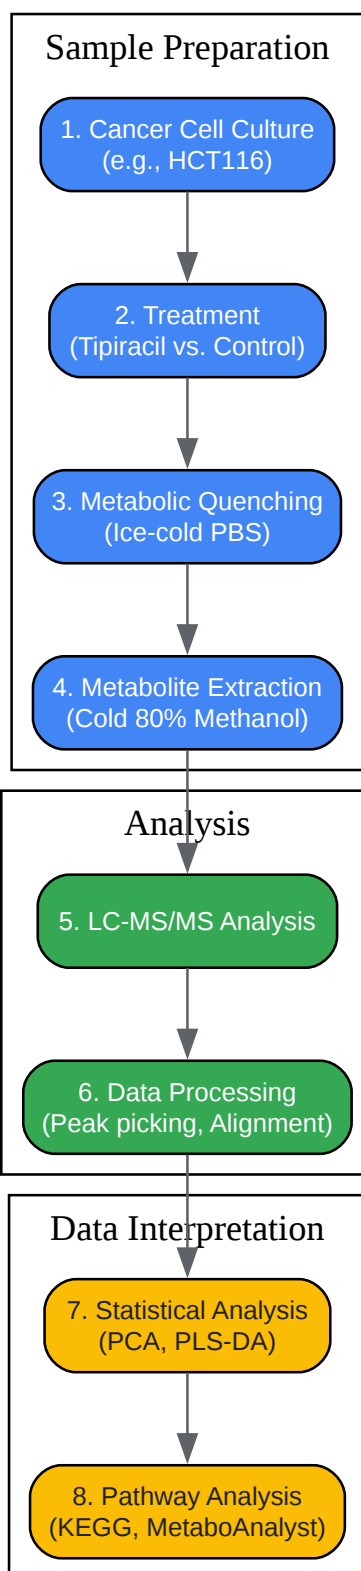 Sample Preparation
1. Cancer Cell Culture
(e.g., HCT116)
2. Treatment
(Tipiracil vs. Control)
3. Metabolic Quenching
(Ice-cold PBS)
4. Metabolite Extraction
(Cold 80% Methanol)
Analysis
5. LC-MS/MS Analysis
6. Data Processing
(Peak picking, Alignment)
Data Interpretation
7. Statistical Analysis
(PCA, PLS-DA)
8. Pathway Analysis
(KEGG, MetaboAnalyst)